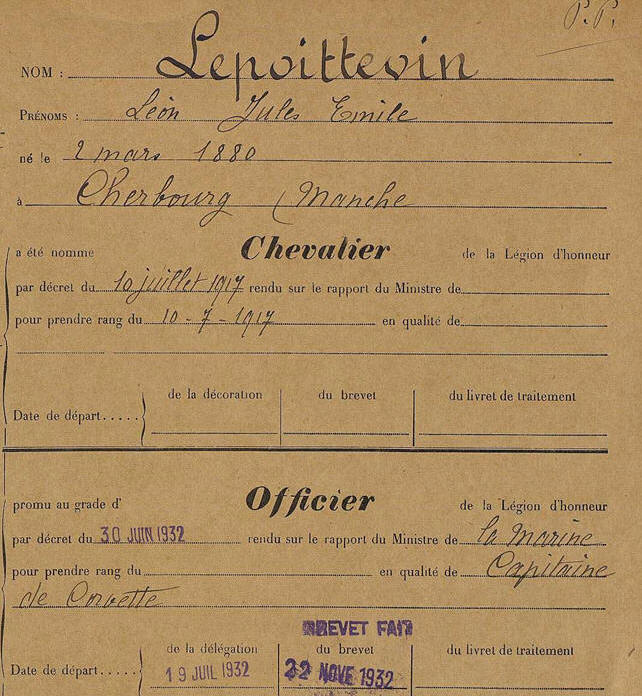 P.P.
NOM : Lepoittevin
PRÉNOMS : Léon Jules Emile
né le 2 mars 1880
à Cherbourg (Manche
a été nomme Chevalier de la Légion d'honneur
par décret du 10 juillet 1917 rendu sur le rapport du Ministre de
pour prendre rang du 10-7-1917 en qualité de
de la décoration du brevet du livret de traitement
Date de départ.....
promu au grade d' Officier de la Légion d'honneur
par décret du 30 JUIN 1932 rendu sur le rapport du Ministre de la Marine
pour prendre rang du en qualité de Capitaine
de Corvette
BREVET FAIT
de la délégation du brevet du livret de traitement
Date de départ..... 19 JUIL 1932 22 NOVE 1932